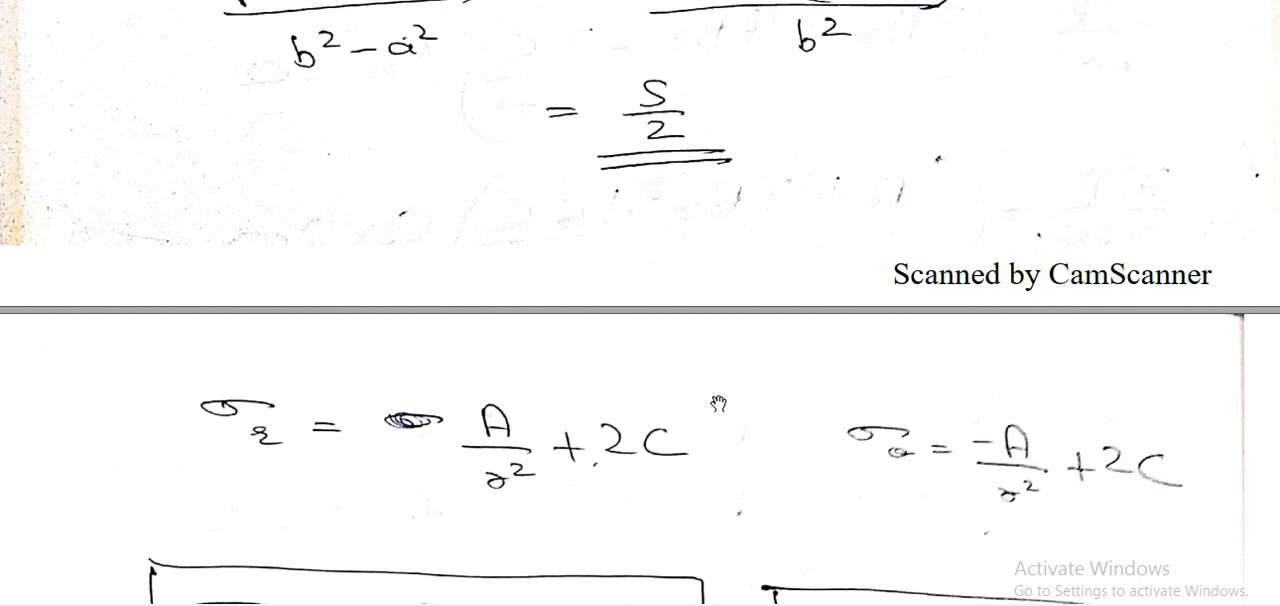 b² - a²
b²
= S/2
Scanned by CamScanner
σr = A/r² + 2C
σθ = -A/r² + 2C
Activate Windows
Go to Settings to activate Windows.